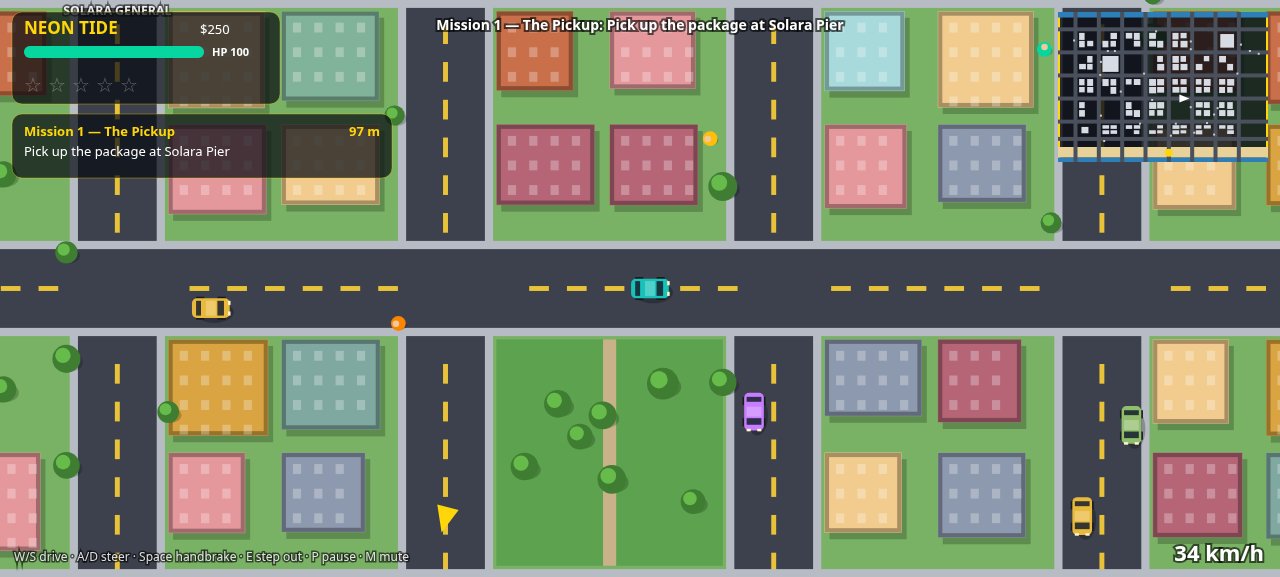 SOLARA GENERAL
NEON TIDE $250
HP 100
Mission 1 — The Pickup: Pick up the package at Solara Pier
Mission 1 — The Pickup 97 m
Pick up the package at Solara Pier
W/S drive · A/D steer · Space handbrake · E step out · P pause · M mute
34 km/h